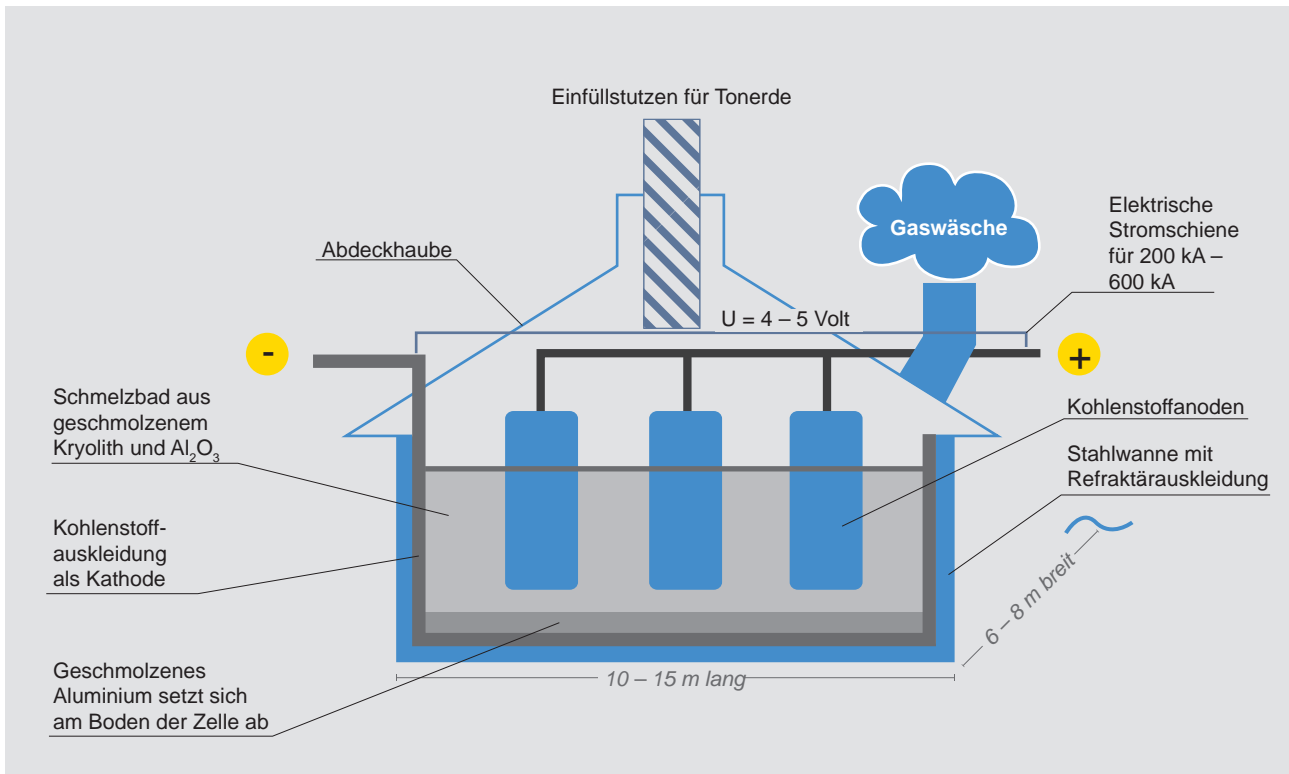 Einfüllstutzen für Tonerde
Gaswäsche
Elektrische
Stromschiene
für 200 kA –
600 kA
Abdeckhaube
U = 4 – 5 Volt
-
+
Schmelzbad aus
geschmolzenem
Kryolith und Al₂O₃
Kohlenstoffanoden
Stahlwanne mit
Refraktärauskleidung
Kohlenstoff-
auskleidung
als Kathode
6 – 8 m breit
Geschmolzenes
Aluminium setzt sich
am Boden der Zelle ab
10 – 15 m lang